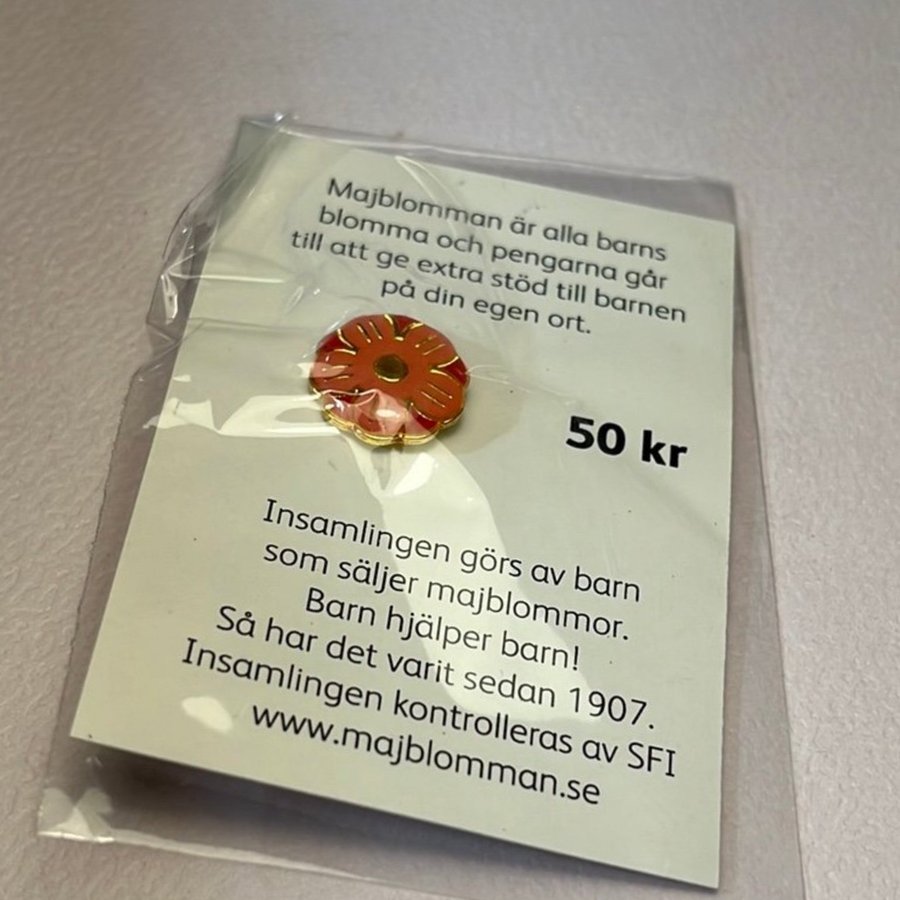 Majblomman är alla barns
blomma och pengarna går
till att ge extra stöd till barnen
på din egen ort.
50 kr
Insamlingen görs av barn
som säljer majblommor.
Barn hjälper barn!
Så har det varit sedan 1907.
Insamlingen kontrolleras av SFI
www.majblomman.se